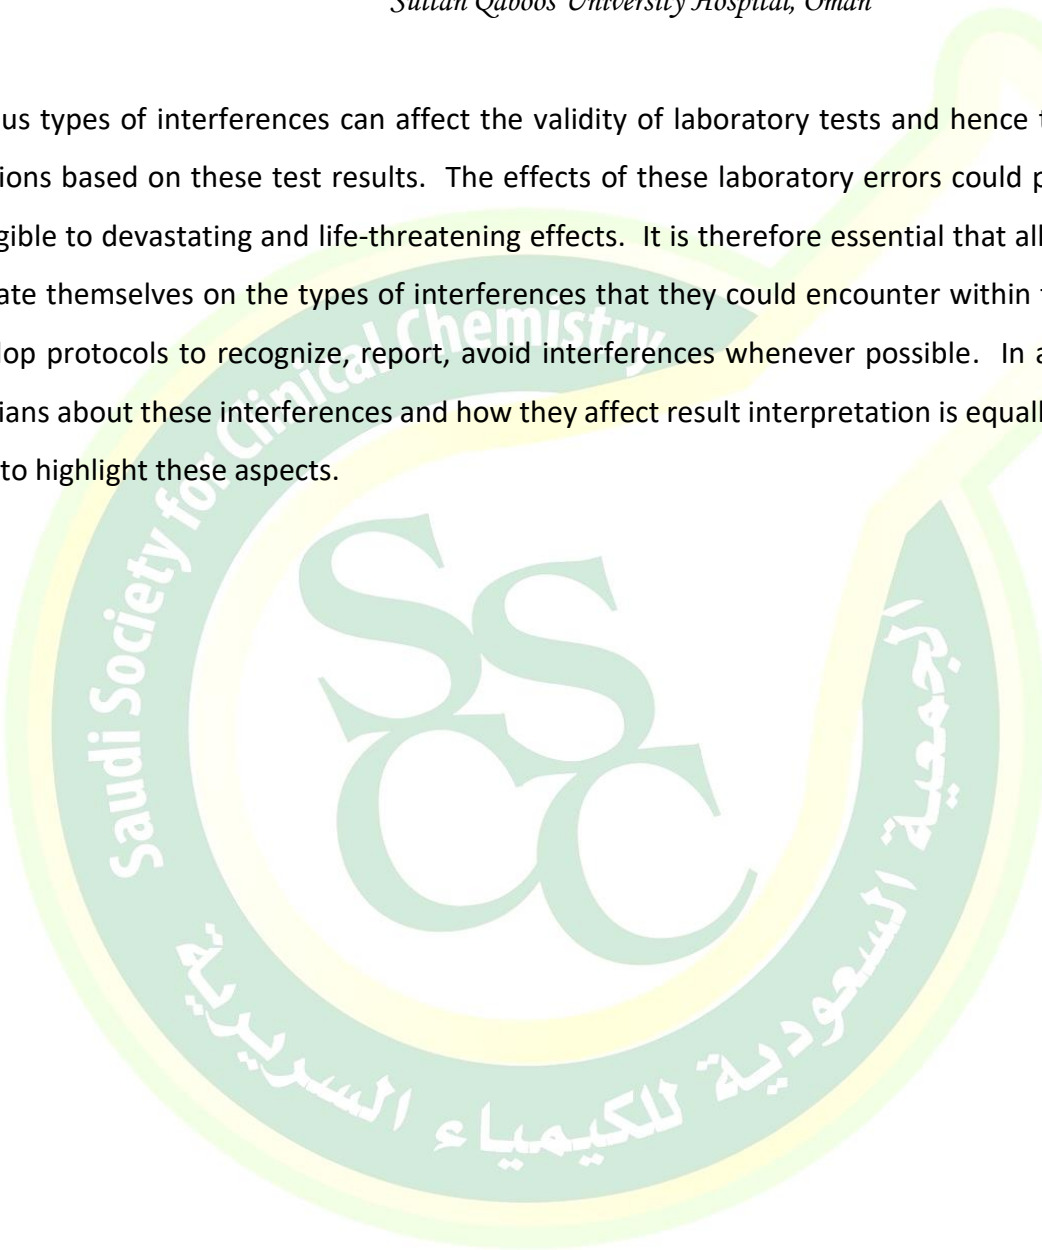 Sultan Qaboos University Hospital, Oman
us types of interferences can affect the validity of laboratory tests and hence t
ions based on these test results. The effects of these laboratory errors could p
gible to devastating and life-threatening effects. It is therefore essential that all
ate themselves on the types of interferences that they could encounter within t
lop protocols to recognize, report, avoid interferences whenever possible. In a
ians about these interferences and how they affect result interpretation is equall
to highlight these aspects.
Saudi Society for Clinical Chemistry
SSCC
الجمعية السعودية للكيمياء السريرية